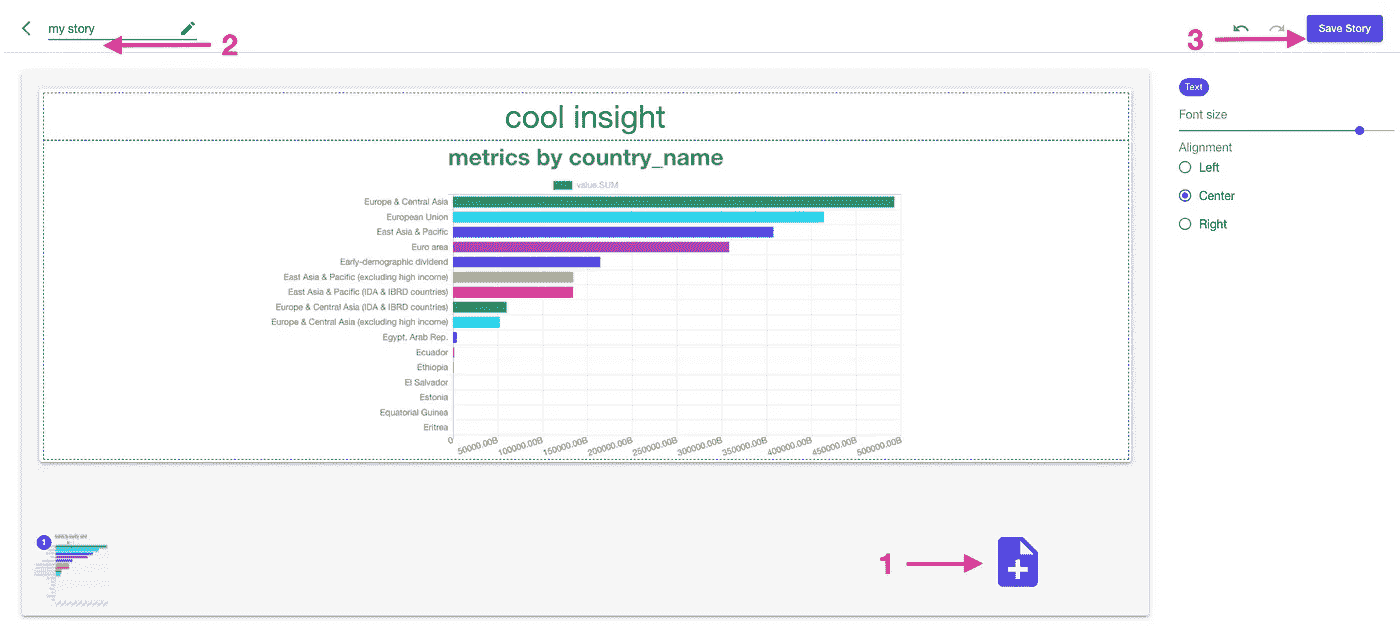 my story
2
3
Save Story
Text
Font size
Alignment
Left
Center
Right
cool insight
metrics by country_name
value.SUM
Europe & Central Asia
European Union
East Asia & Pacific
Euro area
Early-demographic dividend
East Asia & Pacific (excluding high income)
East Asia & Pacific (IDA & IBRD countries)
Europe & Central Asia (IDA & IBRD countries)
Europe & Central Asia (excluding high income)
Egypt, Arab Rep.
Ecuador
Ethiopia
El Salvador
Estonia
Equatorial Guinea
Eritrea
0 50000.00B 100000.00B 150000.00B 200000.00B 250000.00B 300000.00B 350000.00B 400000.00B 450000.00B 500000.00B
1
1